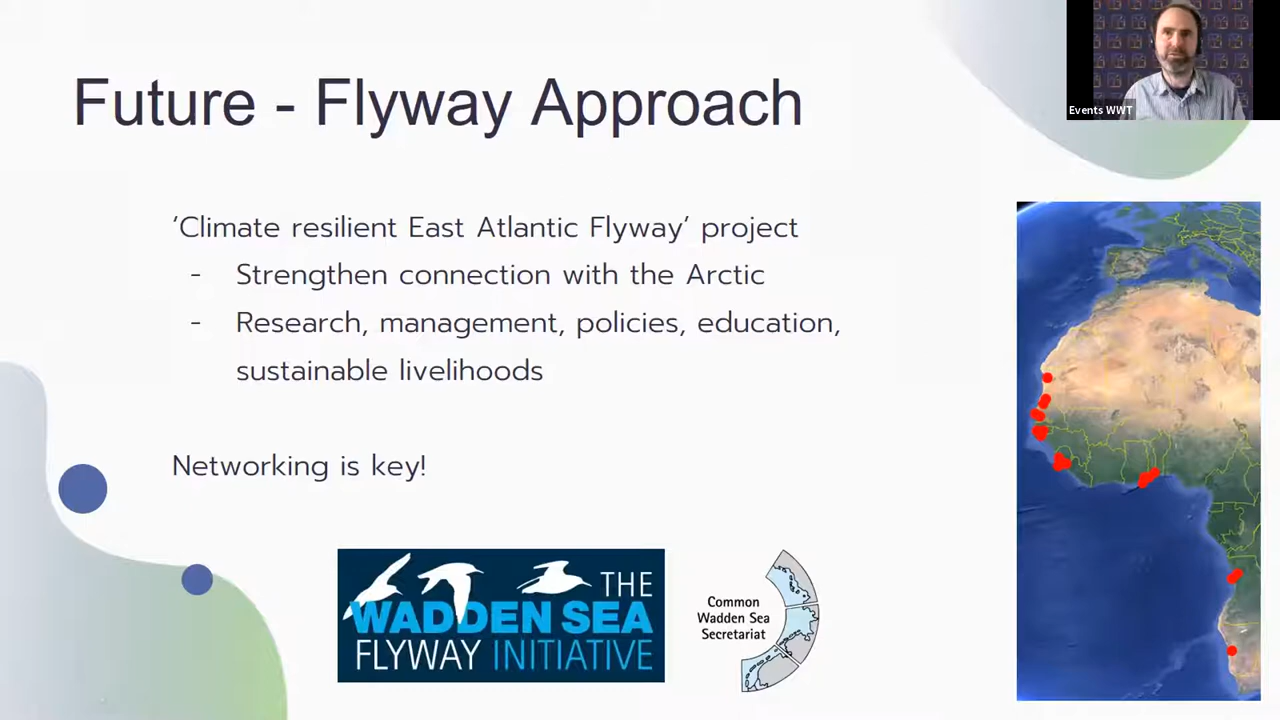 Future - Flyway Approach
Events WWT
‘Climate resilient East Atlantic Flyway’ project
- Strengthen connection with the Arctic
- Research, management, policies, education,
sustainable livelihoods
Networking is key!
THE
WADDEN SEA
FLYWAY INITIATIVE
Common
Wadden Sea
Secretariat